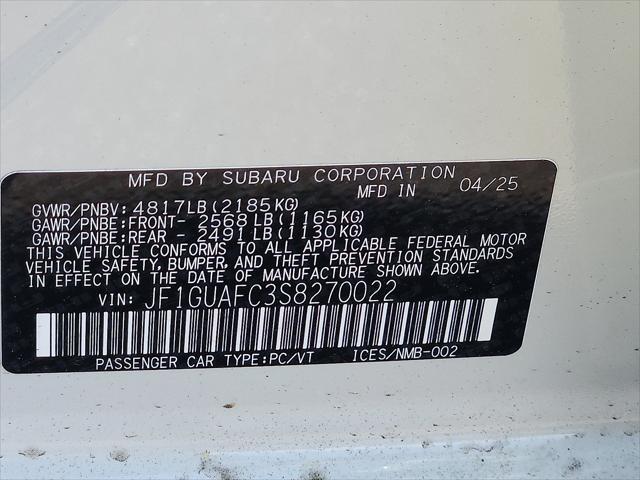 MFD BY SUBARU CORPORATION
MFD IN 04/25
GVWR/PNBV: 4817LB(2185KG)
GAWR/PNBE:FRONT- 2568LB(1165KG)
GAWR/PNBE:REAR - 2491LB(1130KG)
THIS VEHICLE CONFORMS TO ALL APPLICABLE FEDERAL MOTOR
VEHICLE SAFETY, BUMPER, AND THEFT PREVENTION STANDARDS
IN EFFECT ON THE DATE OF MANUFACTURE SHOWN ABOVE.
VIN: JF1GUAFC3S8270022
PASSENGER CAR TYPE:PC/VT ICES/NMB-002